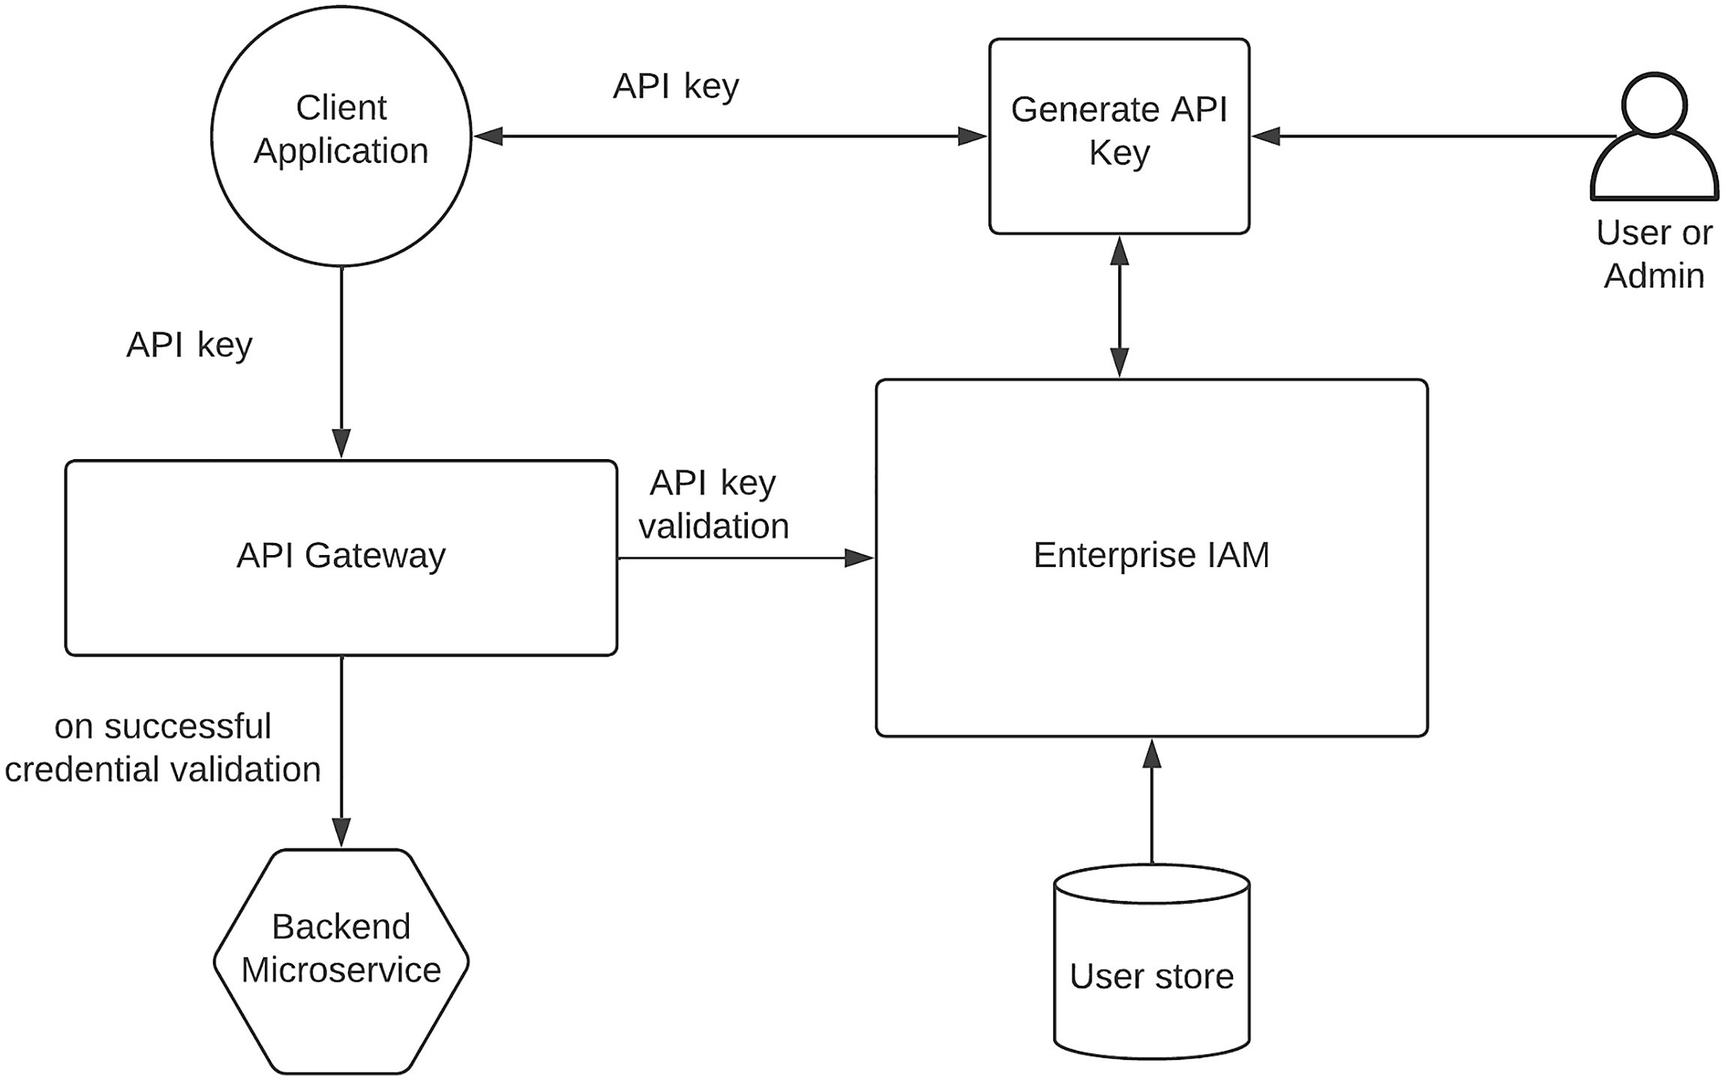 Client
Application
API key
Generate API
Key
User or
Admin
API key
API key
validation
API Gateway
Enterprise IAM
on successful
credential validation
Backend
Microservice
User store